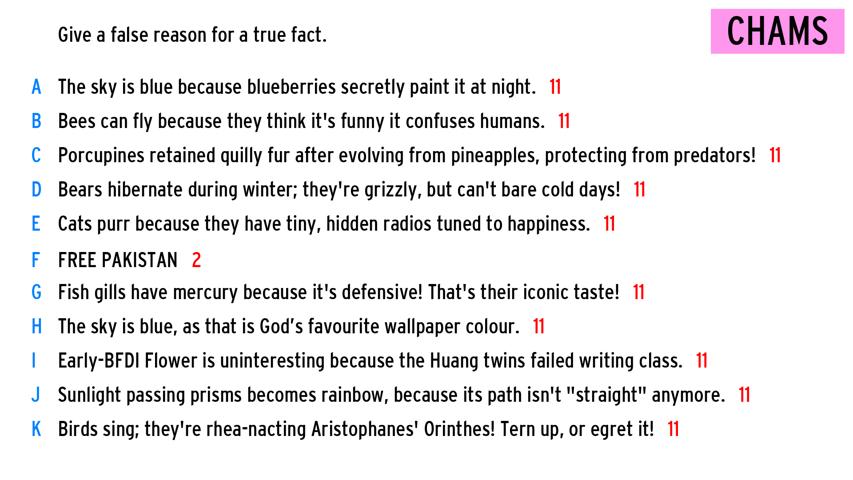 Give a false reason for a true fact.
CHAMS
A The sky is blue because blueberries secretly paint it at night. 11
B Bees can fly because they think it's funny it confuses humans. 11
C Porcupines retained quilly fur after evolving from pineapples, protecting from predators! 11
D Bears hibernate during winter; they're grizzly, but can't bare cold days! 11
E Cats purr because they have tiny, hidden radios tuned to happiness. 11
F FREE PAKISTAN 2
G Fish gills have mercury because it's defensive! That's their iconic taste! 11
H The sky is blue, as that is God’s favourite wallpaper colour. 11
I Early-BFDI Flower is uninteresting because the Huang twins failed writing class. 11
J Sunlight passing prisms becomes rainbow, because its path isn't "straight" anymore. 11
K Birds sing; they're rhea-nacting Aristophanes' Orinthes! Tern up, or egret it! 11